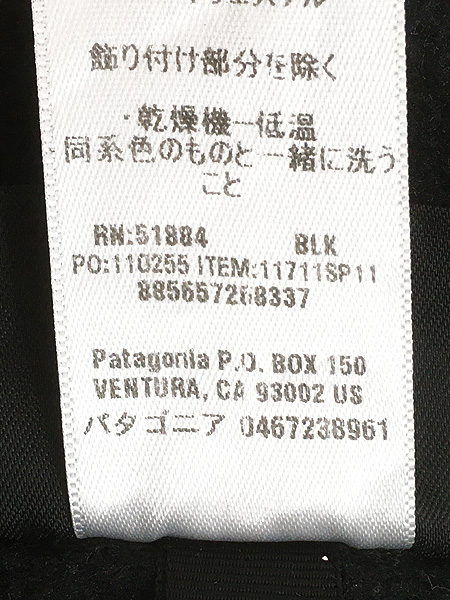 飾り付け部分を除く
・乾燥機ー低温
同系色のものと一緒に洗う
こと
RN:51884 BLK
PO:110255 ITEM:11711SP11
885657268337
Patagonia P.O. BOX 150
VENTURA, CA 93002 US
パタゴニア 0467238961